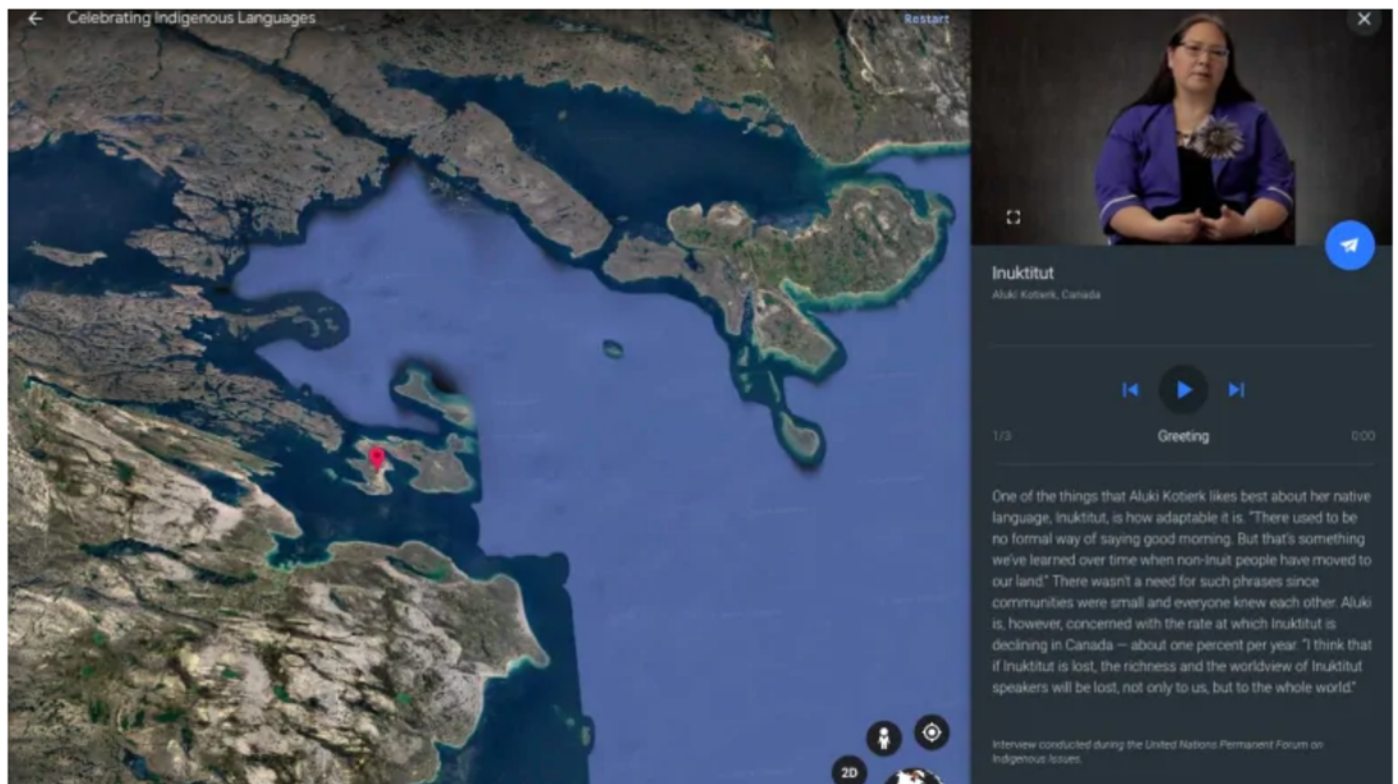 Celebrating Indigenous Languages
Restart
Inuktitut
Aluki Kotierk, Canada
1/3
Greeting
0:00
One of the things that Aluki Kotierk likes best about her native
language, Inuktitut, is how adaptable it is. "There used to be
no formal way of saying good morning. But that's something
we've learned over time when non-Inuit people have moved to
our land." There wasn't a need for such phrases since
communities were small and everyone knew each other. Aluki
is, however, concerned with the rate at which Inuktitut is
declining in Canada — about one percent per year. "I think that
if Inuktitut is lost, the richness and the worldview of Inuktitut
speakers will be lost, not only to us, but to the whole world."
Interview conducted during the United Nations Permanent Forum on
Indigenous Issues.
2D